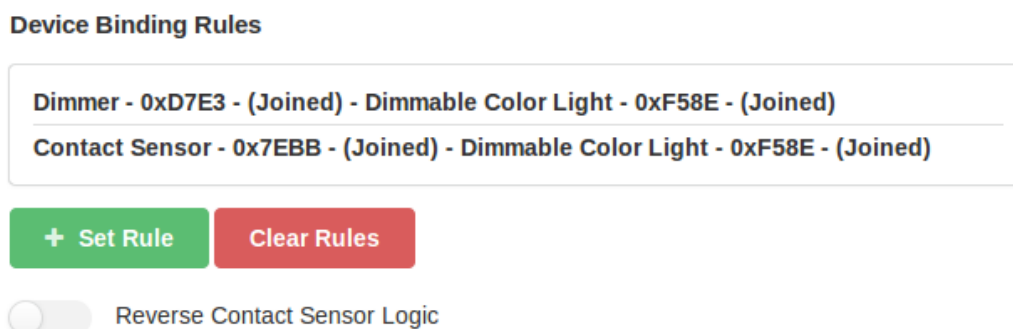 Device Binding Rules
Dimmer - 0xD7E3 - (Joined) - Dimmable Color Light - 0xF58E - (Joined)
Contact Sensor - 0x7EBB - (Joined) - Dimmable Color Light - 0xF58E - (Joined)
+ Set Rule Clear Rules
Reverse Contact Sensor Logic